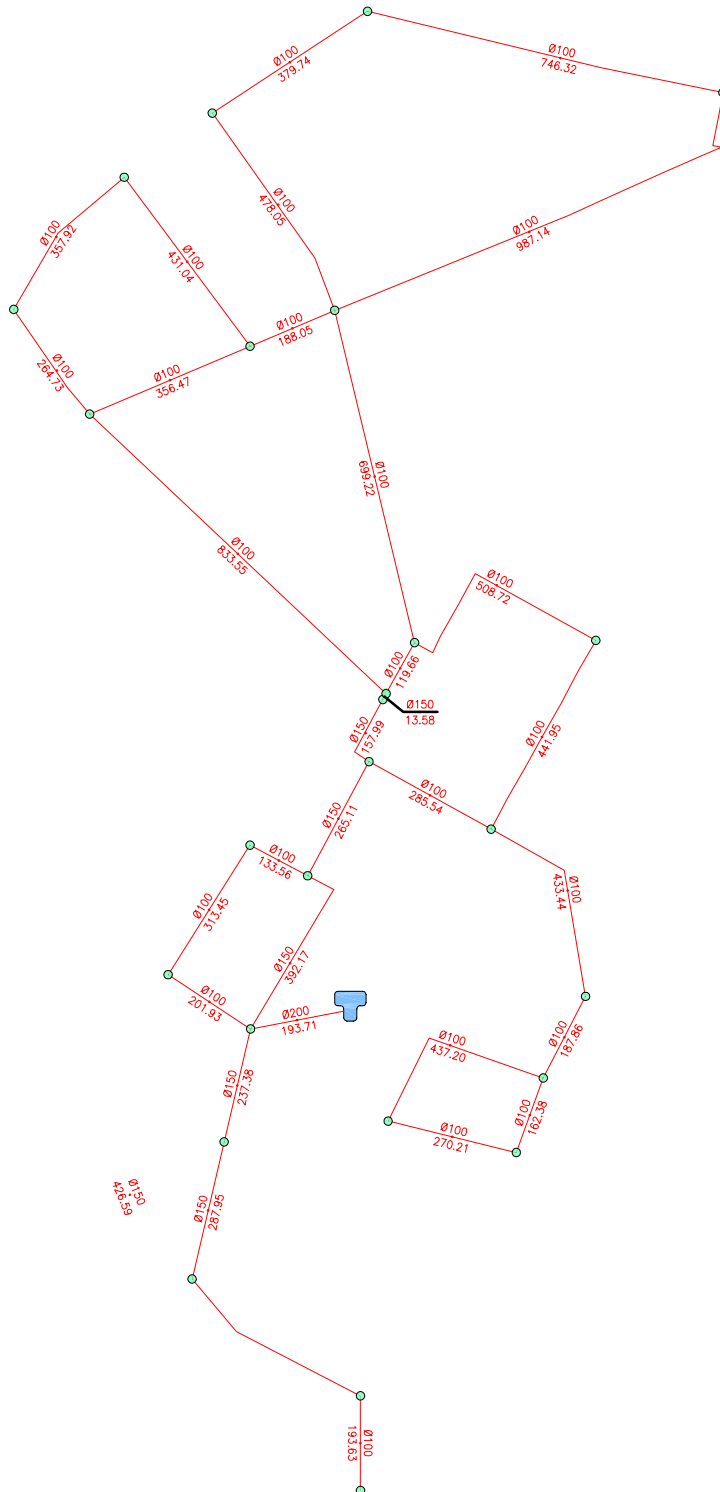 Ø100
379.74
Ø100
746.32
Ø100
478.05
Ø100
987.14
Ø100
357.92
Ø100
431.04
Ø100
188.05
Ø100
264.73
Ø100
356.47
Ø100
699.22
Ø100
833.55
Ø100
508.72
Ø100
119.66
Ø150
13.58
Ø150
157.99
Ø100
441.95
Ø100
285.54
Ø150
265.11
Ø100
133.56
Ø100
433.44
Ø100
313.45
Ø150
392.17
Ø100
201.93
Ø200
193.71
Ø100
187.86
Ø100
437.20
Ø150
237.38
Ø100
162.38
Ø100
270.21
Ø150
426.59
Ø150
287.95
Ø100
193.63